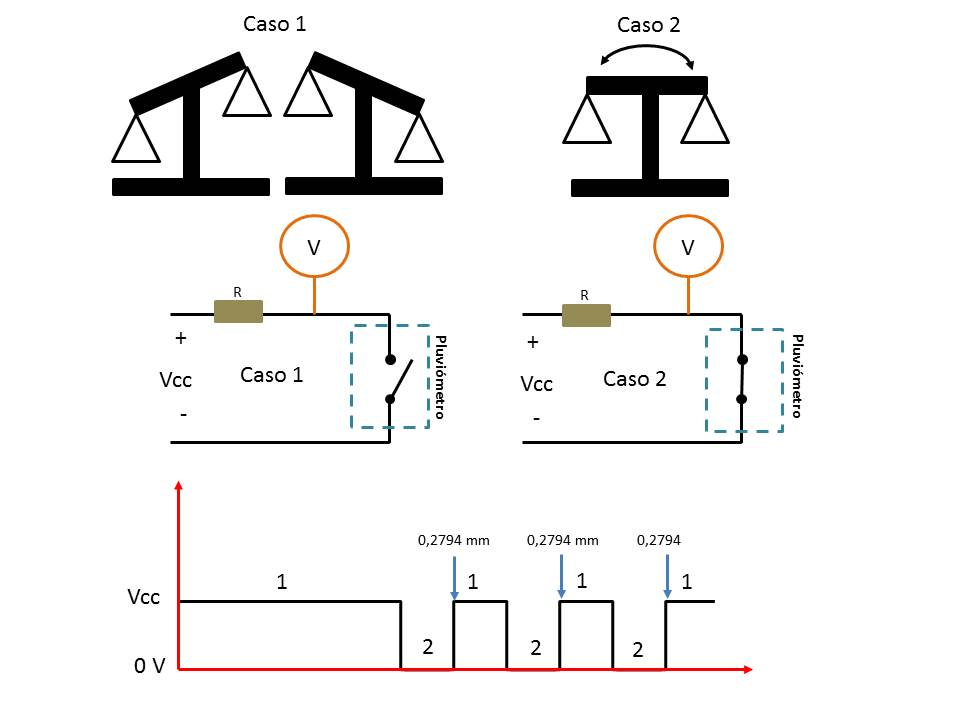 Caso 1
Caso 2
V
V
R
R
+
Vcc
-
Caso 1
Pluviómetro
+
Vcc
-
Caso 2
Pluviómetro
0,2794 mm
0,2794 mm
0,2794
1
1
1
1
Vcc
2
2
2
0 V